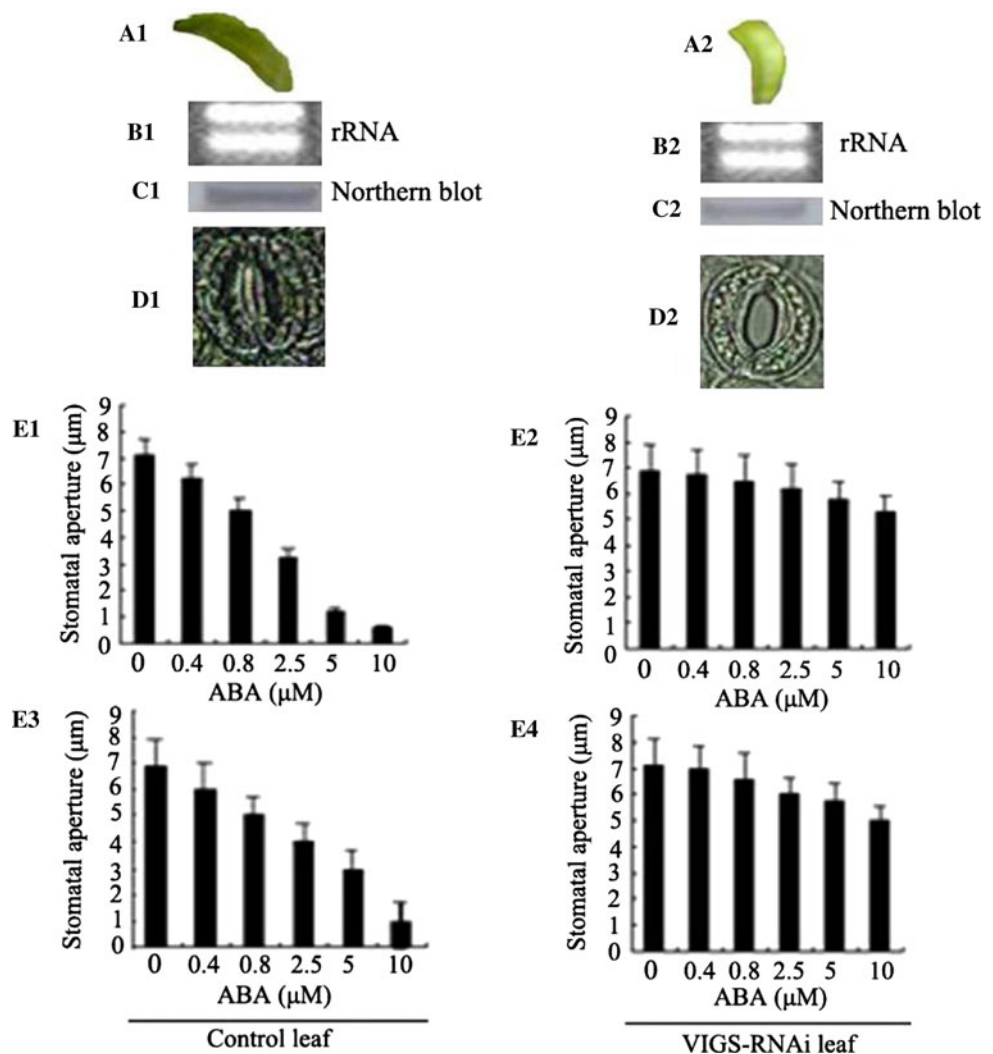 A1
A2
B1
rRNA
B2
rRNA
C1
Northern blot
C2
Northern blot
D1
D2
E1
Stomatal aperture (μm)
9
8
7
6
5
4
3
2
1
0
0 0.4 0.8 2.5 5 10
ABA (μM)
E2
Stomatal aperture (μm)
9
8
7
6
5
4
3
2
1
0
0 0.4 0.8 2.5 5 10
ABA (μM)
E3
Stomatal aperture (μm)
9
8
7
6
5
4
3
2
1
0
0 0.4 0.8 2.5 5 10
ABA (μM)
Control leaf
E4
Stomatal aperture (μm)
9
8
7
6
5
4
3
2
1
0
0 0.4 0.8 2.5 5 10
ABA (μM)
VIGS-RNAi leaf